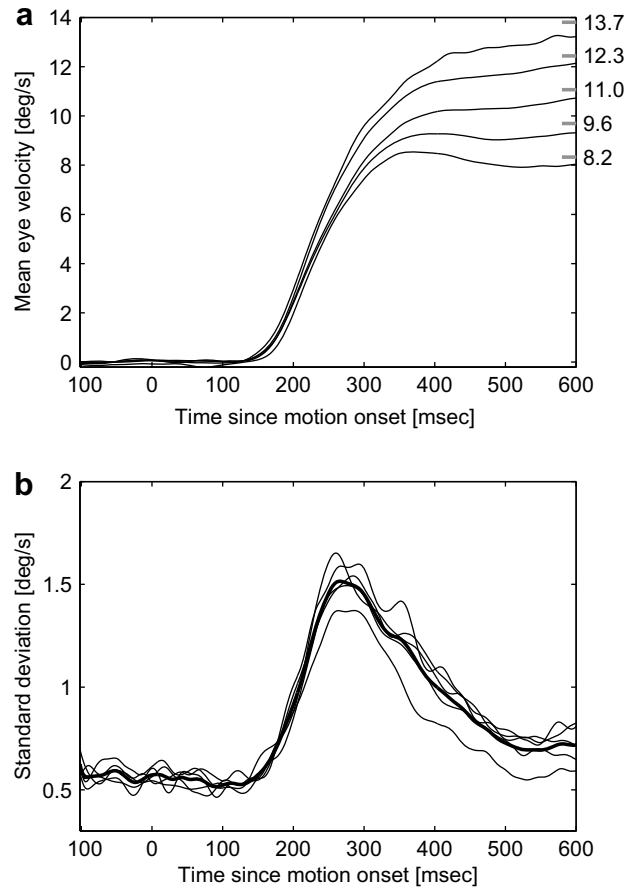 a
14
12
10
8
6
4
2
0
13.7
12.3
11.0
9.6
8.2
Mean eye velocity [deg/s]
100 0 100 200 300 400 500 600
Time since motion onset [msec]
b
2
1.5
1
0.5
Standard deviation [deg/s]
100 0 100 200 300 400 500 600
Time since motion onset [msec]